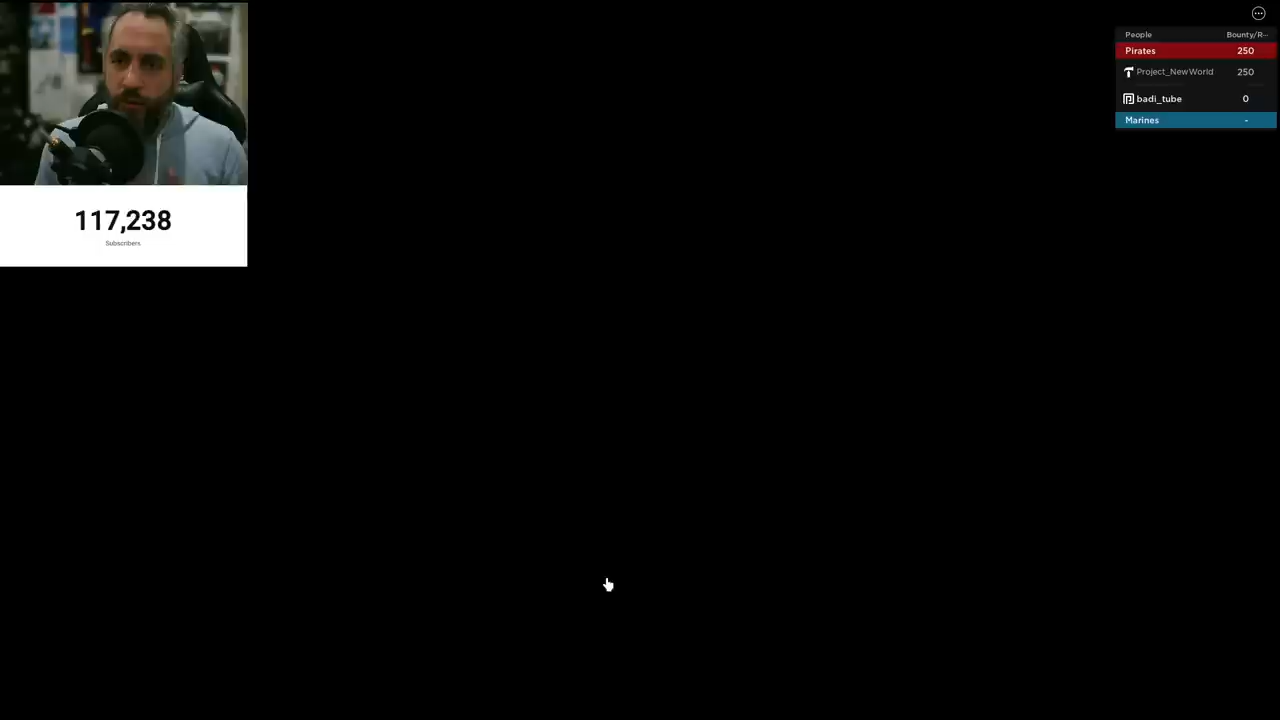 117,238
Subscribers
People Bounty/R···
Pirates 250
Project_NewWorld 250
badi_tube 0
Marines -